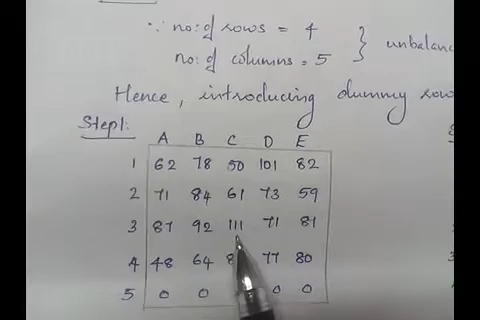 ∵ no: of rows = 4
no: of columns = 5 } unbalan
Hence, introducing dummy row
Step1:
A B C D E
1 62 78 50 101 82
2 71 84 61 73 59
3 87 92 111 71 81
4 48 64 8 77 80
5 0 0 0 0